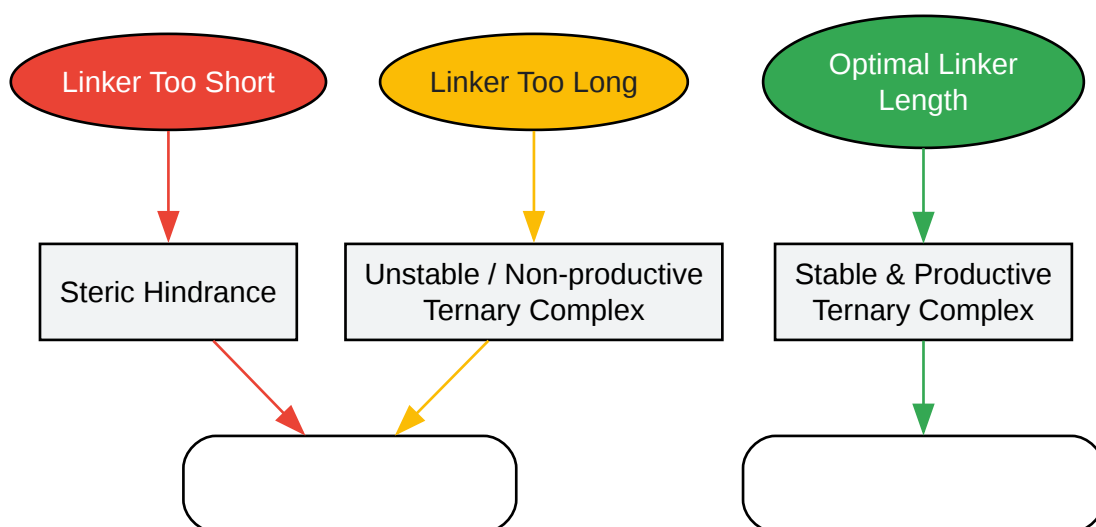 Linker Too Short
Linker Too Long
Optimal Linker
Length
Steric Hindrance
Unstable / Non-productive
Ternary Complex
Stable & Productive
Ternary Complex